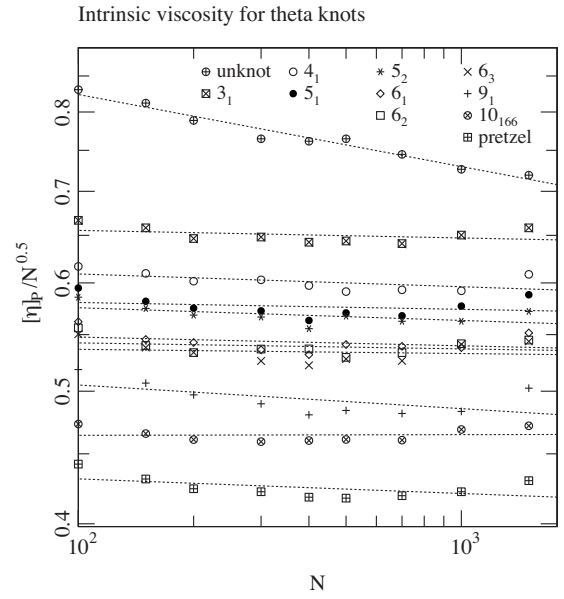 Intrinsic viscosity for theta knots
unknot 4₁ 5₂ 6₃
3₁ 5₁ 6₁ 9₁
6₂ 10₁₆₆
pretzel
0.8
0.7
0.6
0.5
0.4
[η]ₚ/N^0.5
10² 10³
N